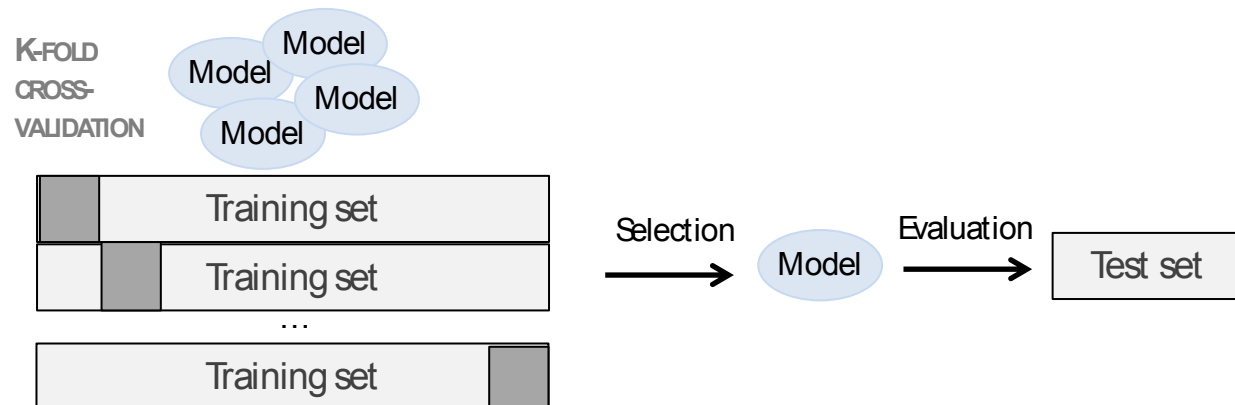 K-FOLD
CROSS-
VALIDATION
Model
Model
Model
Model
Training set
Training set
...
Training set
Selection
Model
Evaluation
Test set